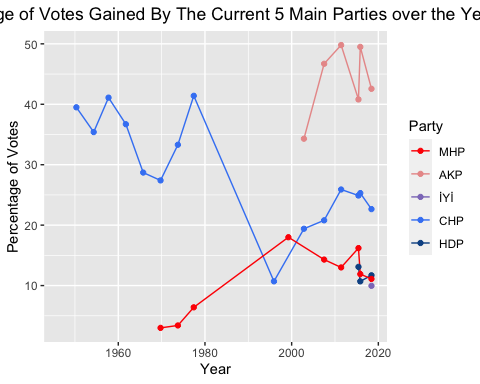 ge of Votes Gained By The Current 5 Main Parties over the Ye
50
40
30
20
10
Percentage of Votes
1960
1980
2000
2020
Year
Party
MHP
AKP
İYİ
CHP
HDP